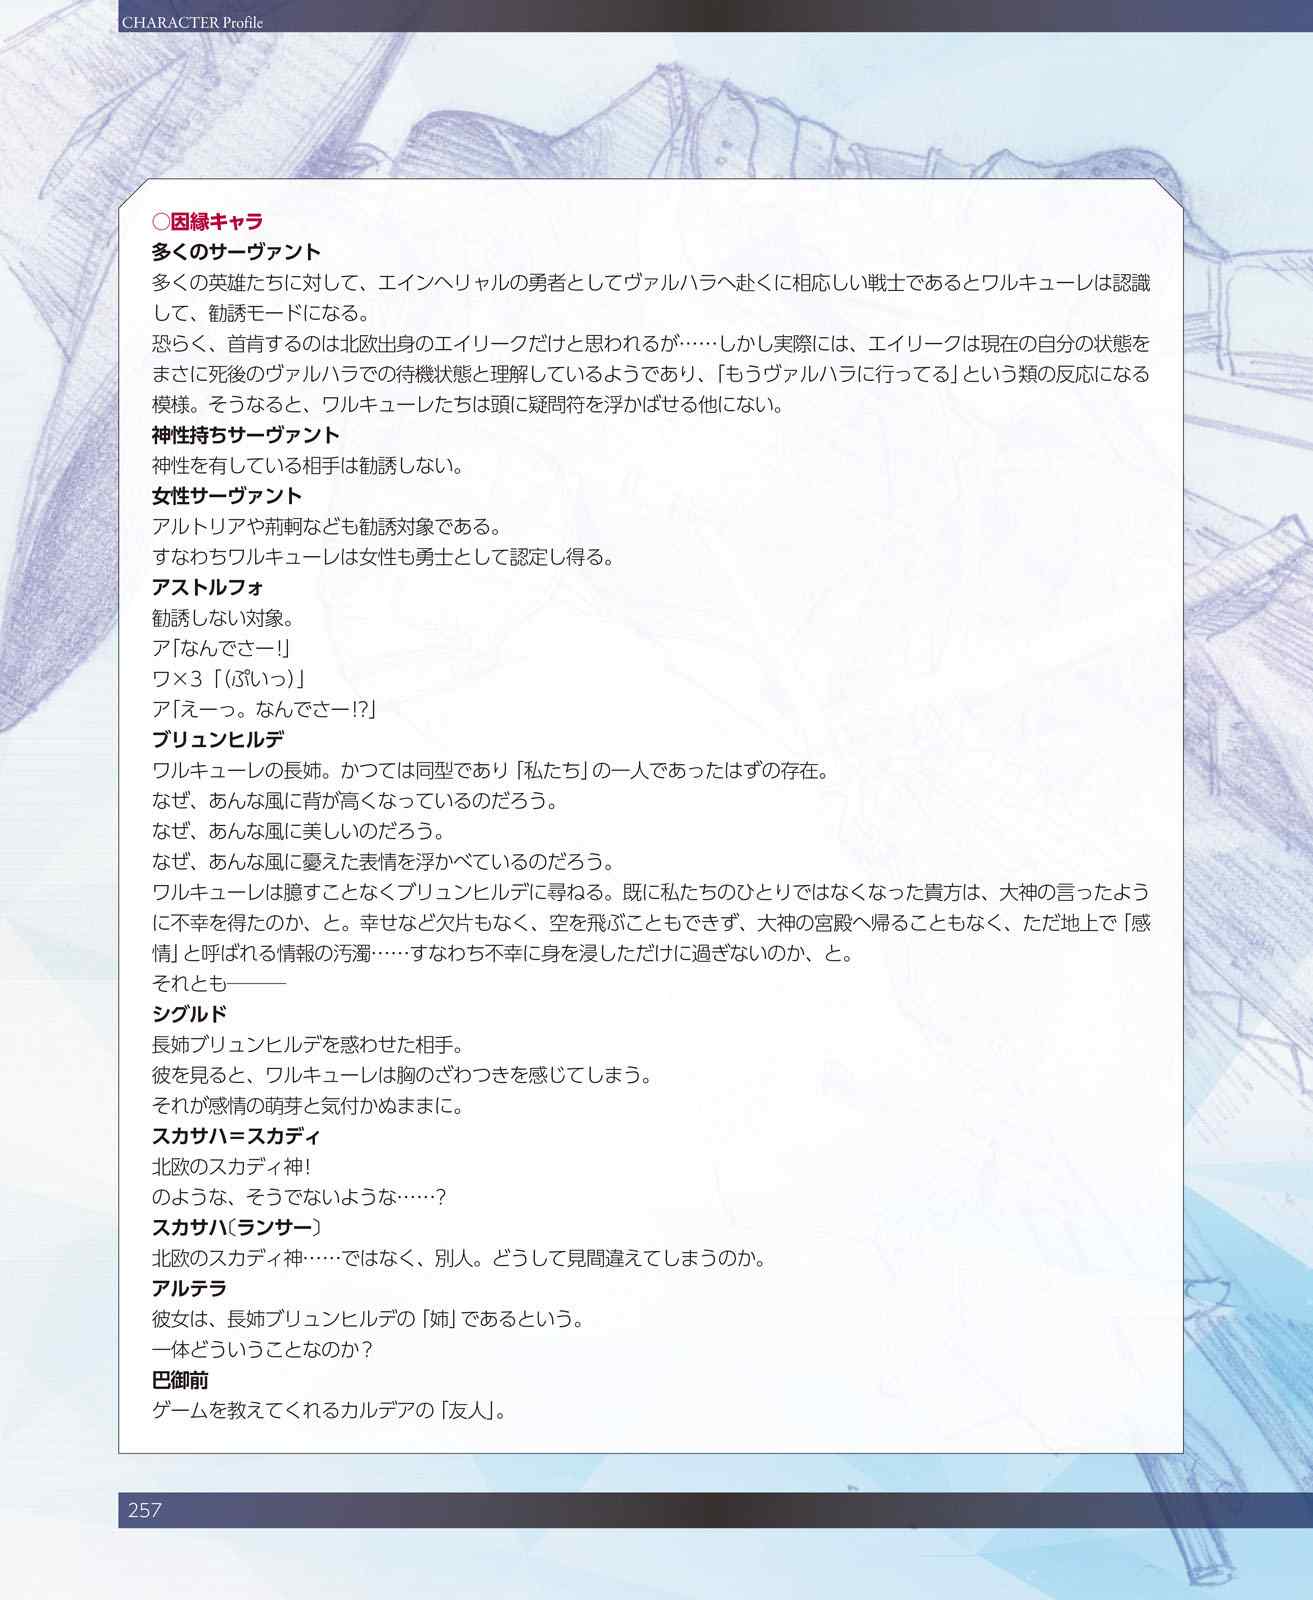 CHARACTER Profile
○因縁キャラ
多くのサーヴァント
多くの英雄たちに対して、エインヘリャルの勇者としてヴァルハラへ赴くに相応しい戦士であるとワルキューレは認識
して、勧誘モードになる。
恐らく、首肯するのは北欧出身のエイリークだけと思われるが……しかし実際には、エイリークは現在の自分の状態を
まさに死後のヴァルハラでの待機状態と理解しているようであり、「もうヴァルハラに行ってる」という類の反応になる
模様。そうなると、ワルキューレたちは頭に疑問符を浮かばせる他にない。
神性持ちサーヴァント
神性を有している相手は勧誘しない。
女性サーヴァント
アルトリアや荊軻なども勧誘対象である。
すなわちワルキューレは女性も勇士として認定し得る。
アストルフォ
勧誘しない対象。
ア「なんでさー!」
ワ×3「(ぷいっ)」
ア「えーっ。なんでさー!?」
ブリュンヒルデ
ワルキューレの長姉。かつては同型であり「私たち」の一人であったはずの存在。
なぜ、あんな風に背が高くなっているのだろう。
なぜ、あんな風に美しいのだろう。
なぜ、あんな風に憂えた表情を浮かべているのだろう。
ワルキューレは臆すことなくブリュンヒルデに尋ねる。既に私たちのひとりではなくなった貴方は、大神の言ったよう
に不幸を得たのか、と。幸せなど欠片もなく、空を飛ぶこともできず、大神の宮殿へ帰ることもなく、ただ地上で「感
情」と呼ばれる情報の汚濁……すなわち不幸に身を浸しただけに過ぎないのか、と。
それとも―――
シグルド
長姉ブリュンヒルデを惑わせた相手。
彼を見ると、ワルキューレは胸のざわつきを感じてしまう。
それが感情の萌芽と気付かぬままに。
スカサハ=スカディ
北欧のスカディ神!
のような、そうでないような……?
スカサハ〔ランサー〕
北欧のスカディ神……ではなく、別人。どうして見間違えてしまうのか。
アルテラ
彼女は、長姉ブリュンヒルデの「姉」であるという。
一体どういうことなのか?
巴御前
ゲームを教えてくれるカルデアの「友人」。
257